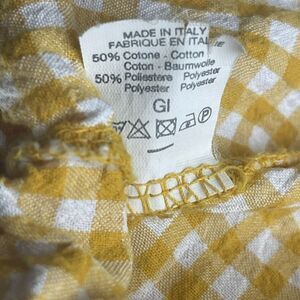 MADE IN ITALY
FABRIQUE EN ITALIE
50% Cotone - Cotton
Coton - Baumwolle
50% Poliestere Polyester
Polyester Polyester
GI